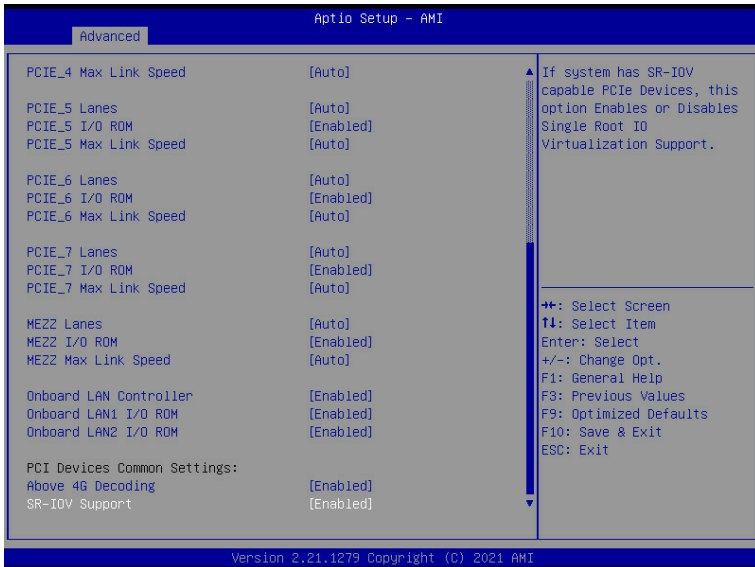 Aptio Setup – AMI
Advanced
PCIE_4 Max Link Speed [Auto]
PCIE_5 Lanes [Auto]
PCIE_5 I/O ROM [Enabled]
PCIE_5 Max Link Speed [Auto]
PCIE_6 Lanes [Auto]
PCIE_6 I/O ROM [Enabled]
PCIE_6 Max Link Speed [Auto]
PCIE_7 Lanes [Auto]
PCIE_7 I/O ROM [Enabled]
PCIE_7 Max Link Speed [Auto]
MEZZ Lanes [Auto]
MEZZ I/O ROM [Enabled]
MEZZ Max Link Speed [Auto]
Onboard LAN Controller [Enabled]
Onboard LAN1 I/O ROM [Enabled]
Onboard LAN2 I/O ROM [Enabled]
PCI Devices Common Settings:
Above 4G Decoding [Enabled]
SR-IOV Support [Enabled]
If system has SR-IOV
capable PCIe Devices, this
option Enables or Disables
Single Root IO
Virtualization Support.
→←: Select Screen
↑↓: Select Item
Enter: Select
+/-: Change Opt.
F1: General Help
F3: Previous Values
F9: Optimized Defaults
F10: Save & Exit
ESC: Exit
Version 2.21.1279 Copyright (C) 2021 AMI